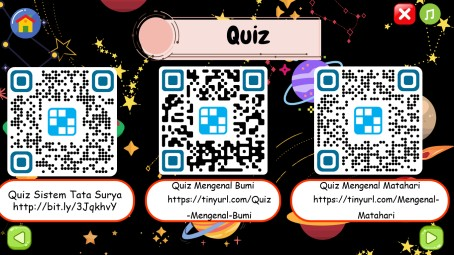 Quiz
Quiz Sistem Tata Surya
http://bit.ly/3JqkhvY
Quiz Mengenal Bumi
https://tinyurl.com/Quiz
-Mengenal-Bumi
Quiz Mengenal Matahari
https://tinyurl.com/Mengenal-
Matahari